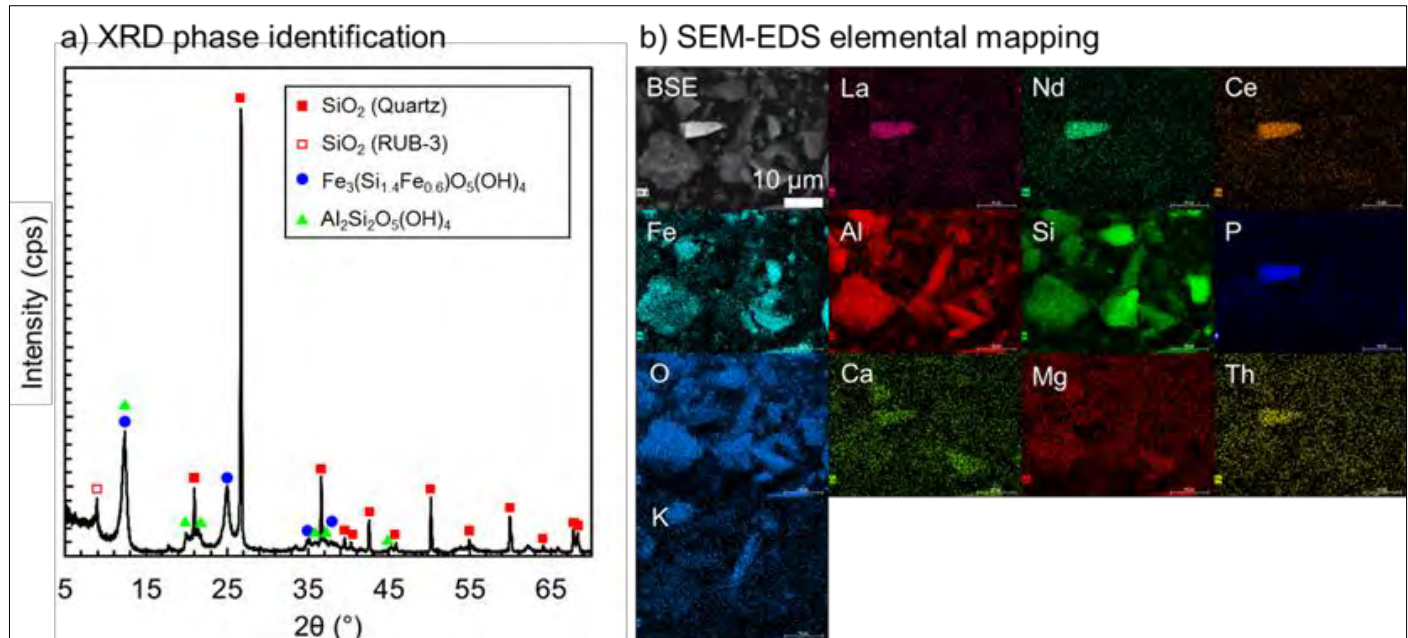 a) XRD phase identification
SiO₂ (Quartz)
SiO₂ (RUB-3)
Fe₃(Si₁.₄Fe₀.₆)O₅(OH)₄
Al₂Si₂O₅(OH)₄
Intensity (cps)
5 15 25 35 45 55 65
2θ (°)
b) SEM-EDS elemental mapping
BSE
10 μm
La
Nd
Ce
Fe
Al
Si
P
O
Ca
Mg
Th
K